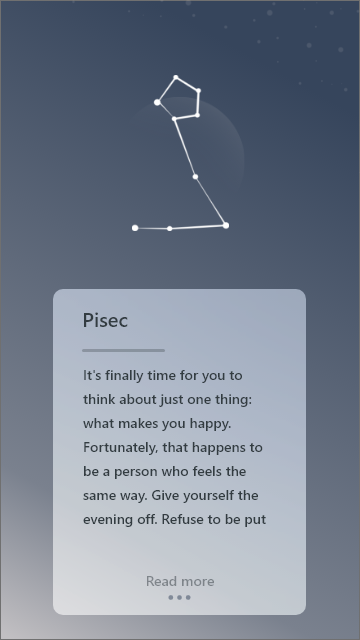 Pisec
It's finally time for you to
think about just one thing:
what makes you happy.
Fortunately, that happens to
be a person who feels the
same way. Give yourself the
evening off. Refuse to be put
Read more